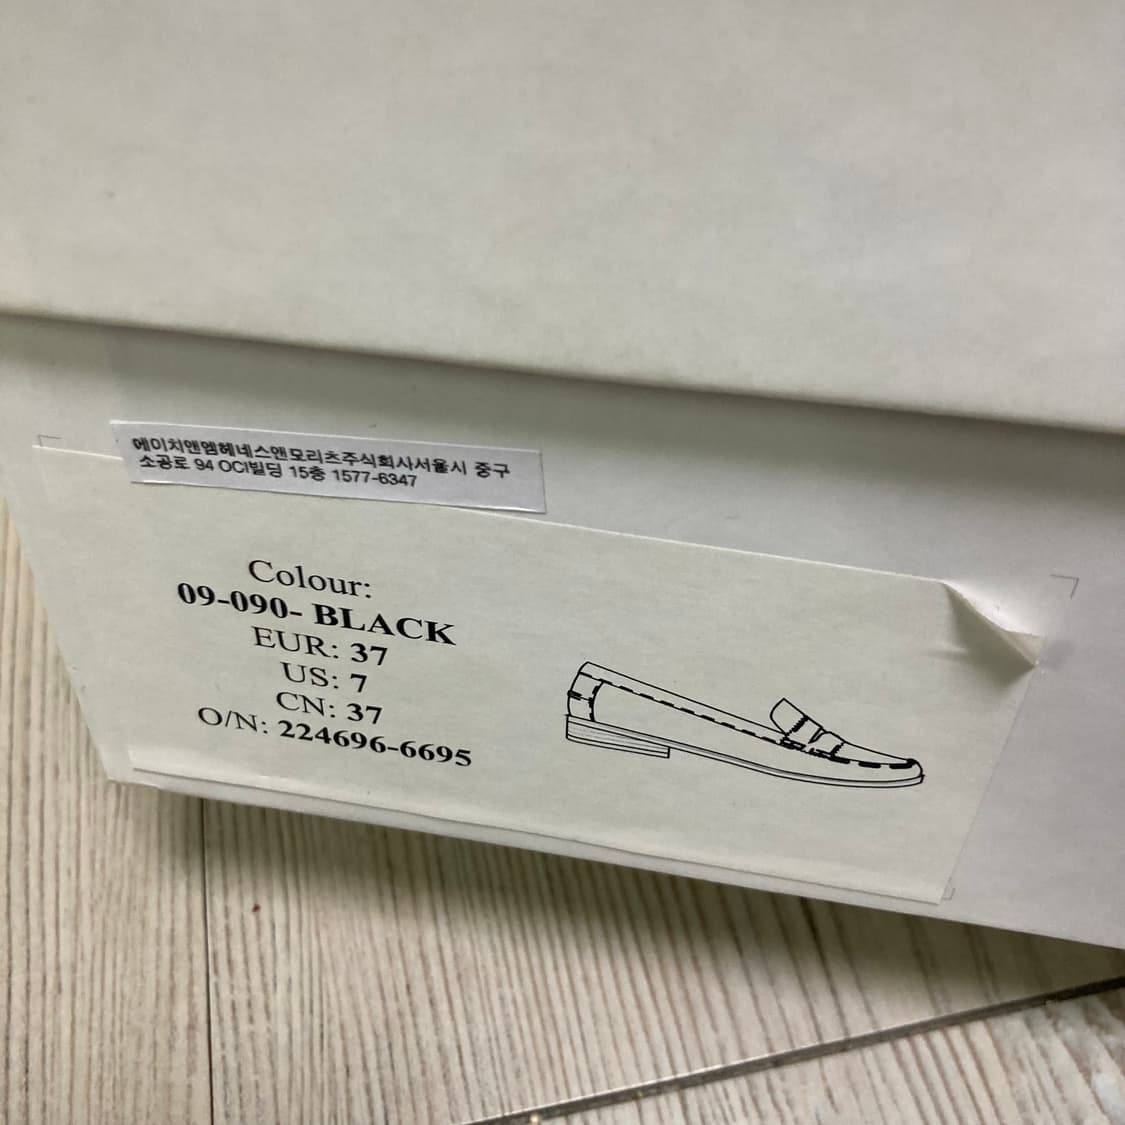 에이치앤엠헤네스앤모리츠주식회사서울시 중구
소공로 94 OCI빌딩 15층 1577-6347
Colour:
09-090- BLACK
EUR: 37
US: 7
CN: 37
O/N: 224696-6695